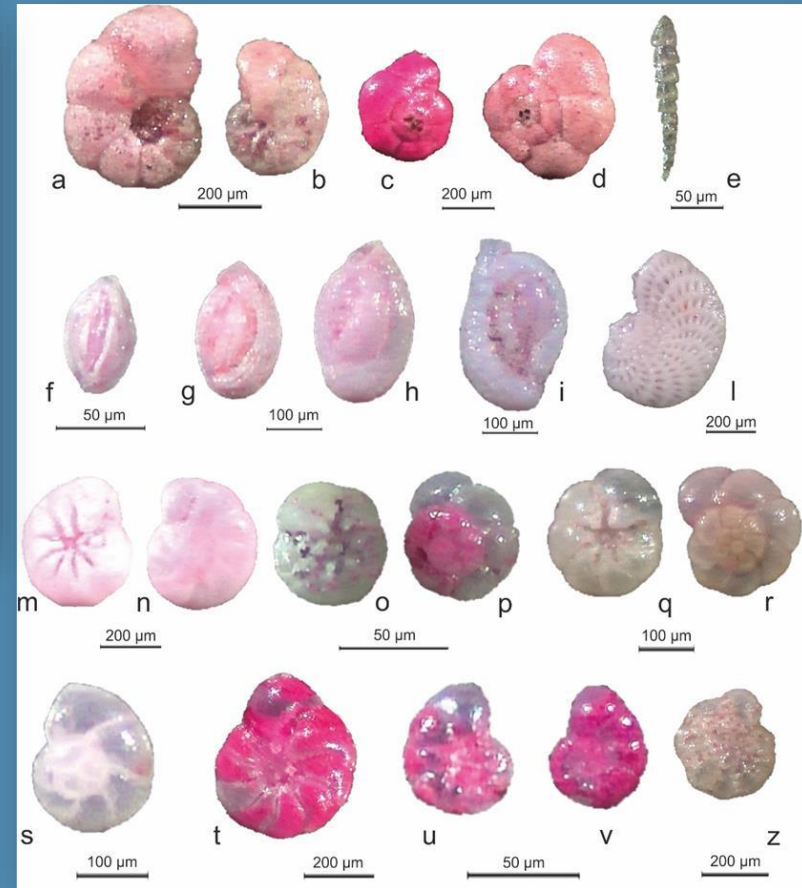 a b c d e
200 µm 200 µm 50 µm
f g h i l
50 µm 100 µm 100 µm 200 µm
m n o p q r
200 µm 50 µm 100 µm
s t u v z
100 µm 200 µm 50 µm 200 µm